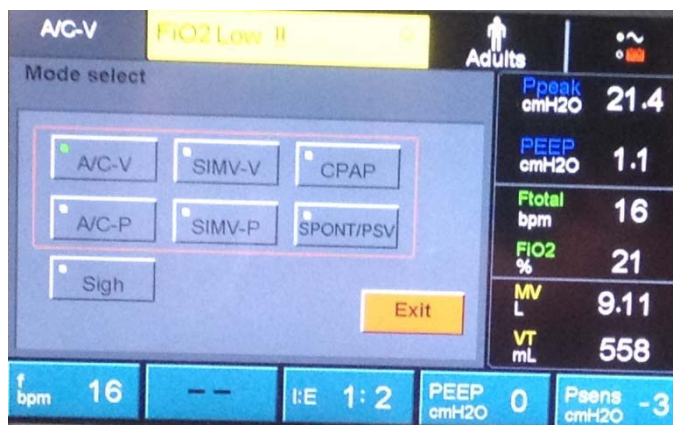 A/C-V
FiO2 Low !!
Adults
Mode select
A/C-V
SIMV-V
CPAP
A/C-P
SIMV-P
SPONT/PSV
Sigh
Exit
Ppeak
cmH2O 21.4
PEEP
cmH2O 1.1
Ftotal
bpm 16
FiO2
% 21
MV
L 9.11
VT
mL 558
f
bpm 16
--
I:E 1:2
PEEP
cmH2O 0
Psens
cmH2O -3